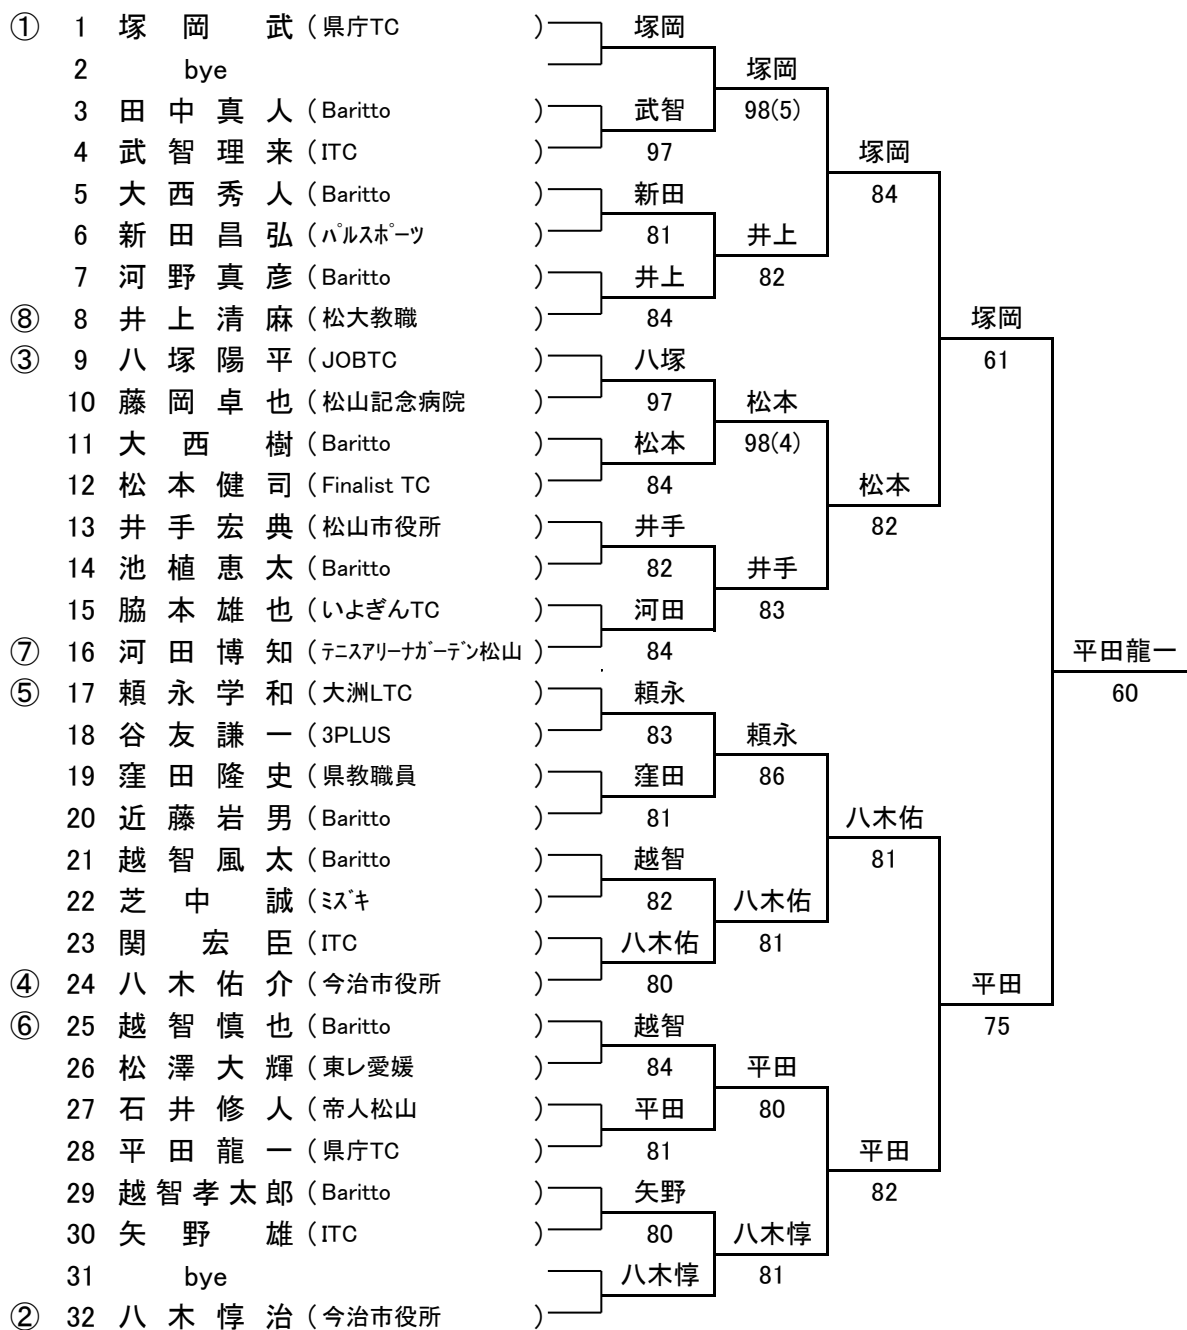 ① 1 塚岡 武 (県庁TC ) 塚岡
2 bye 塚岡
3 田中真人 (Baritto ) 武智 98(5)
4 武智理来 (ITC ) 97 塚岡
5 大西秀人 (Baritto ) 新田 84
6 新田昌弘 (ﾊﾟﾙｽﾎﾟｰﾂ ) 81 井上
7 河野真彦 (Baritto ) 井上 82
⑧ 8 井上清麻 (松大教職 ) 84 塚岡
③ 9 八塚陽平 (JOBTC ) 八塚 61
10 藤岡卓也 (松山記念病院 ) 97 松本
11 大西 樹 (Baritto ) 松本 98(4)
12 松本健司 (Finalist TC ) 84 松本
13 井手宏典 (松山市役所 ) 井手 82
14 池植恵太 (Baritto ) 82 井手
15 脇本雄也 (いよぎんTC ) 河田 83
⑦ 16 河田博知 (ﾃﾆｽｱﾘｰﾅｶﾞｰﾃﾞﾝ松山 ) 84 平田龍一
⑤ 17 頼永学和 (大洲LTC ) 頼永 60
18 谷友謙一 (3PLUS ) 83 頼永
19 窪田隆史 (県教職員 ) 窪田 86
20 近藤岩男 (Baritto ) 81 八木佑
21 越智風太 (Baritto ) 越智 81
22 芝中 誠 (ﾐｽﾞｷ ) 82 八木佑
23 関 宏臣 (ITC ) 八木佑 81
④ 24 八木佑介 (今治市役所 ) 80 平田
⑥ 25 越智慎也 (Baritto ) 越智 75
26 松澤大輝 (東レ愛媛 ) 84 平田
27 石井修人 (帝人松山 ) 平田 80
28 平田龍一 (県庁TC ) 81 平田
29 越智孝太郎 (Baritto ) 矢野 82
30 矢野 雄 (ITC ) 80 八木惇
31 bye 八木惇 81
② 32 八木惇治 (今治市役所 )